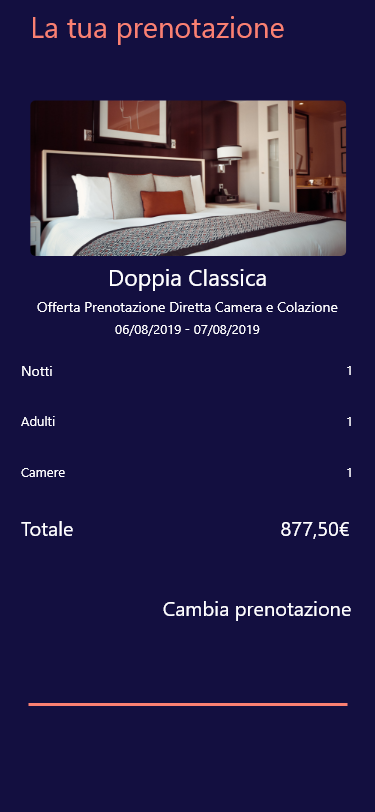 La tua prenotazione
Doppia Classica
Offerta Prenotazione Diretta Camera e Colazione
06/08/2019 - 07/08/2019
Notti 1
Adulti 1
Camere 1
Totale 877,50€
Cambia prenotazione